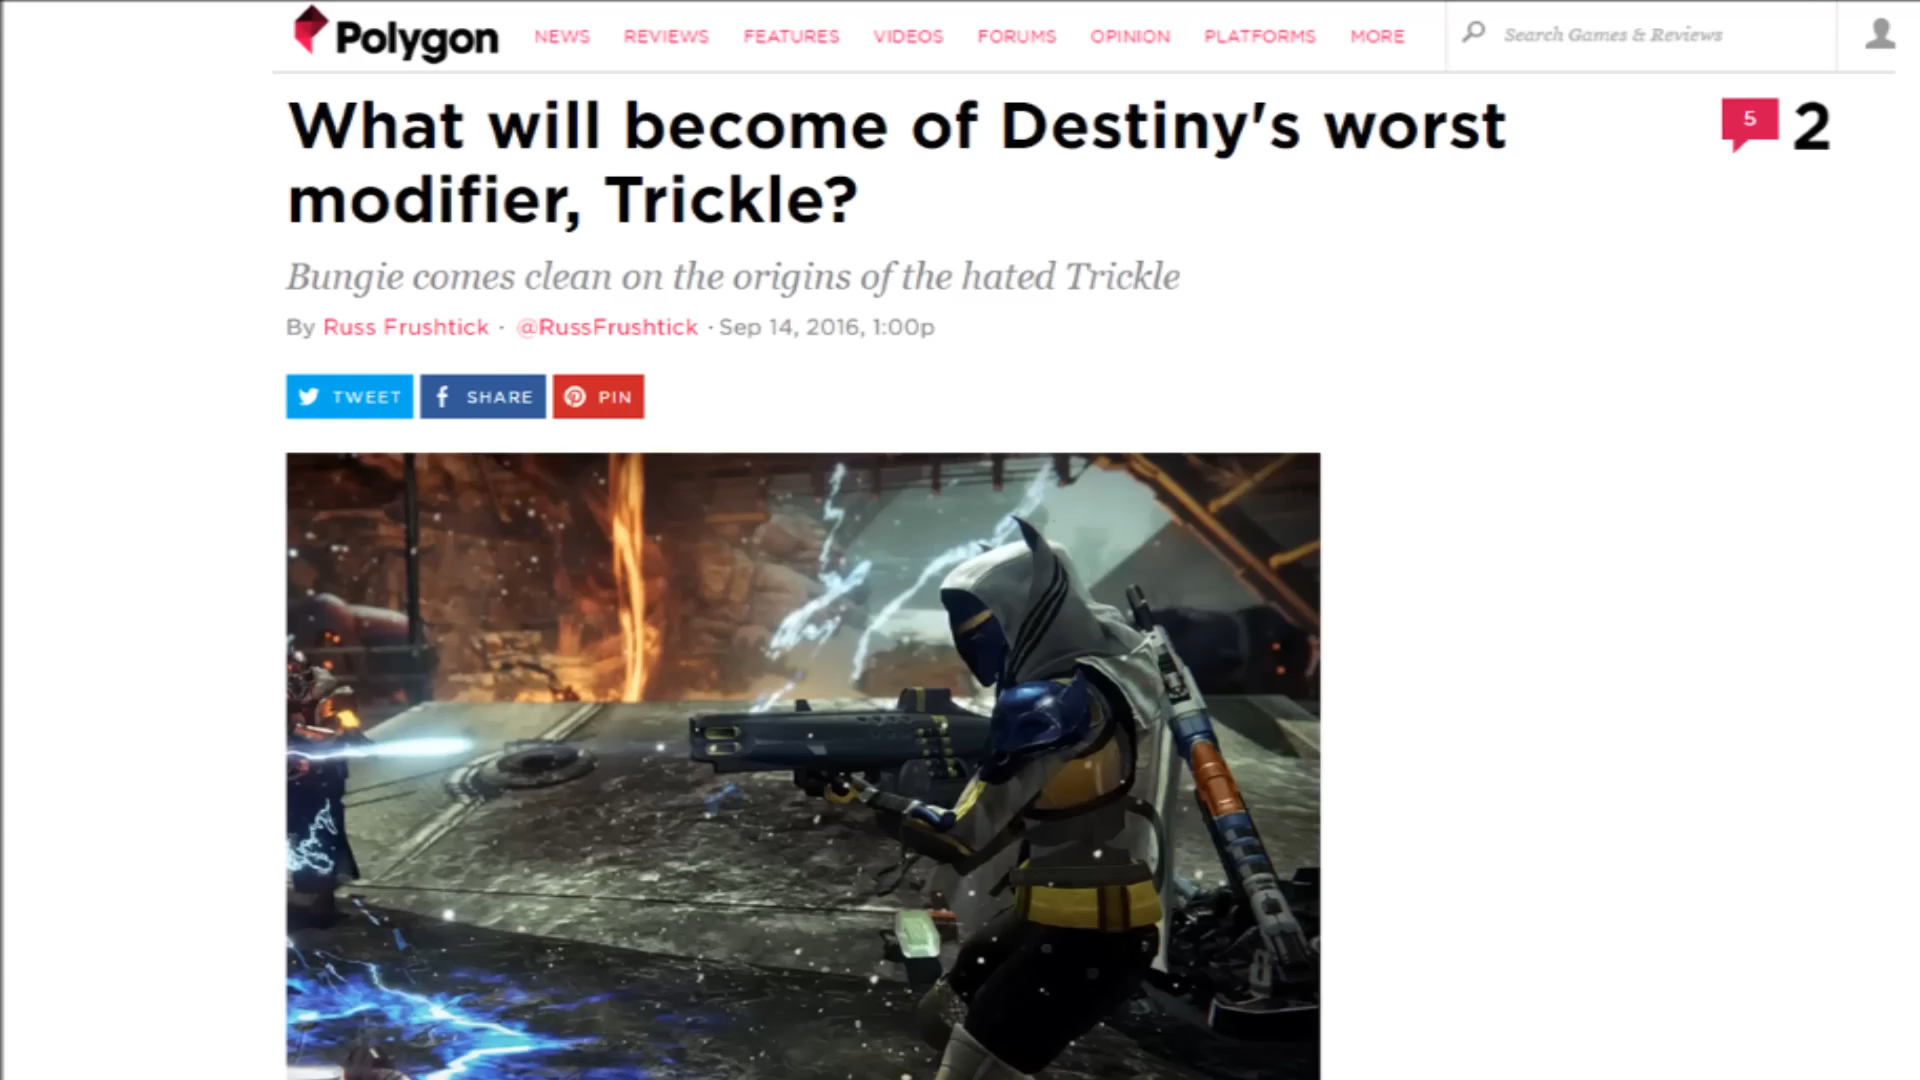 Polygon NEWS REVIEWS FEATURES VIDEOS FORUMS OPINION PLATFORMS MORE Search Games & Reviews
What will become of Destiny's worst
modifier, Trickle?
5 2
Bungie comes clean on the origins of the hated Trickle
By Russ Frushtick · @RussFrushtick · Sep 14, 2016, 1:00p
TWEET SHARE PIN